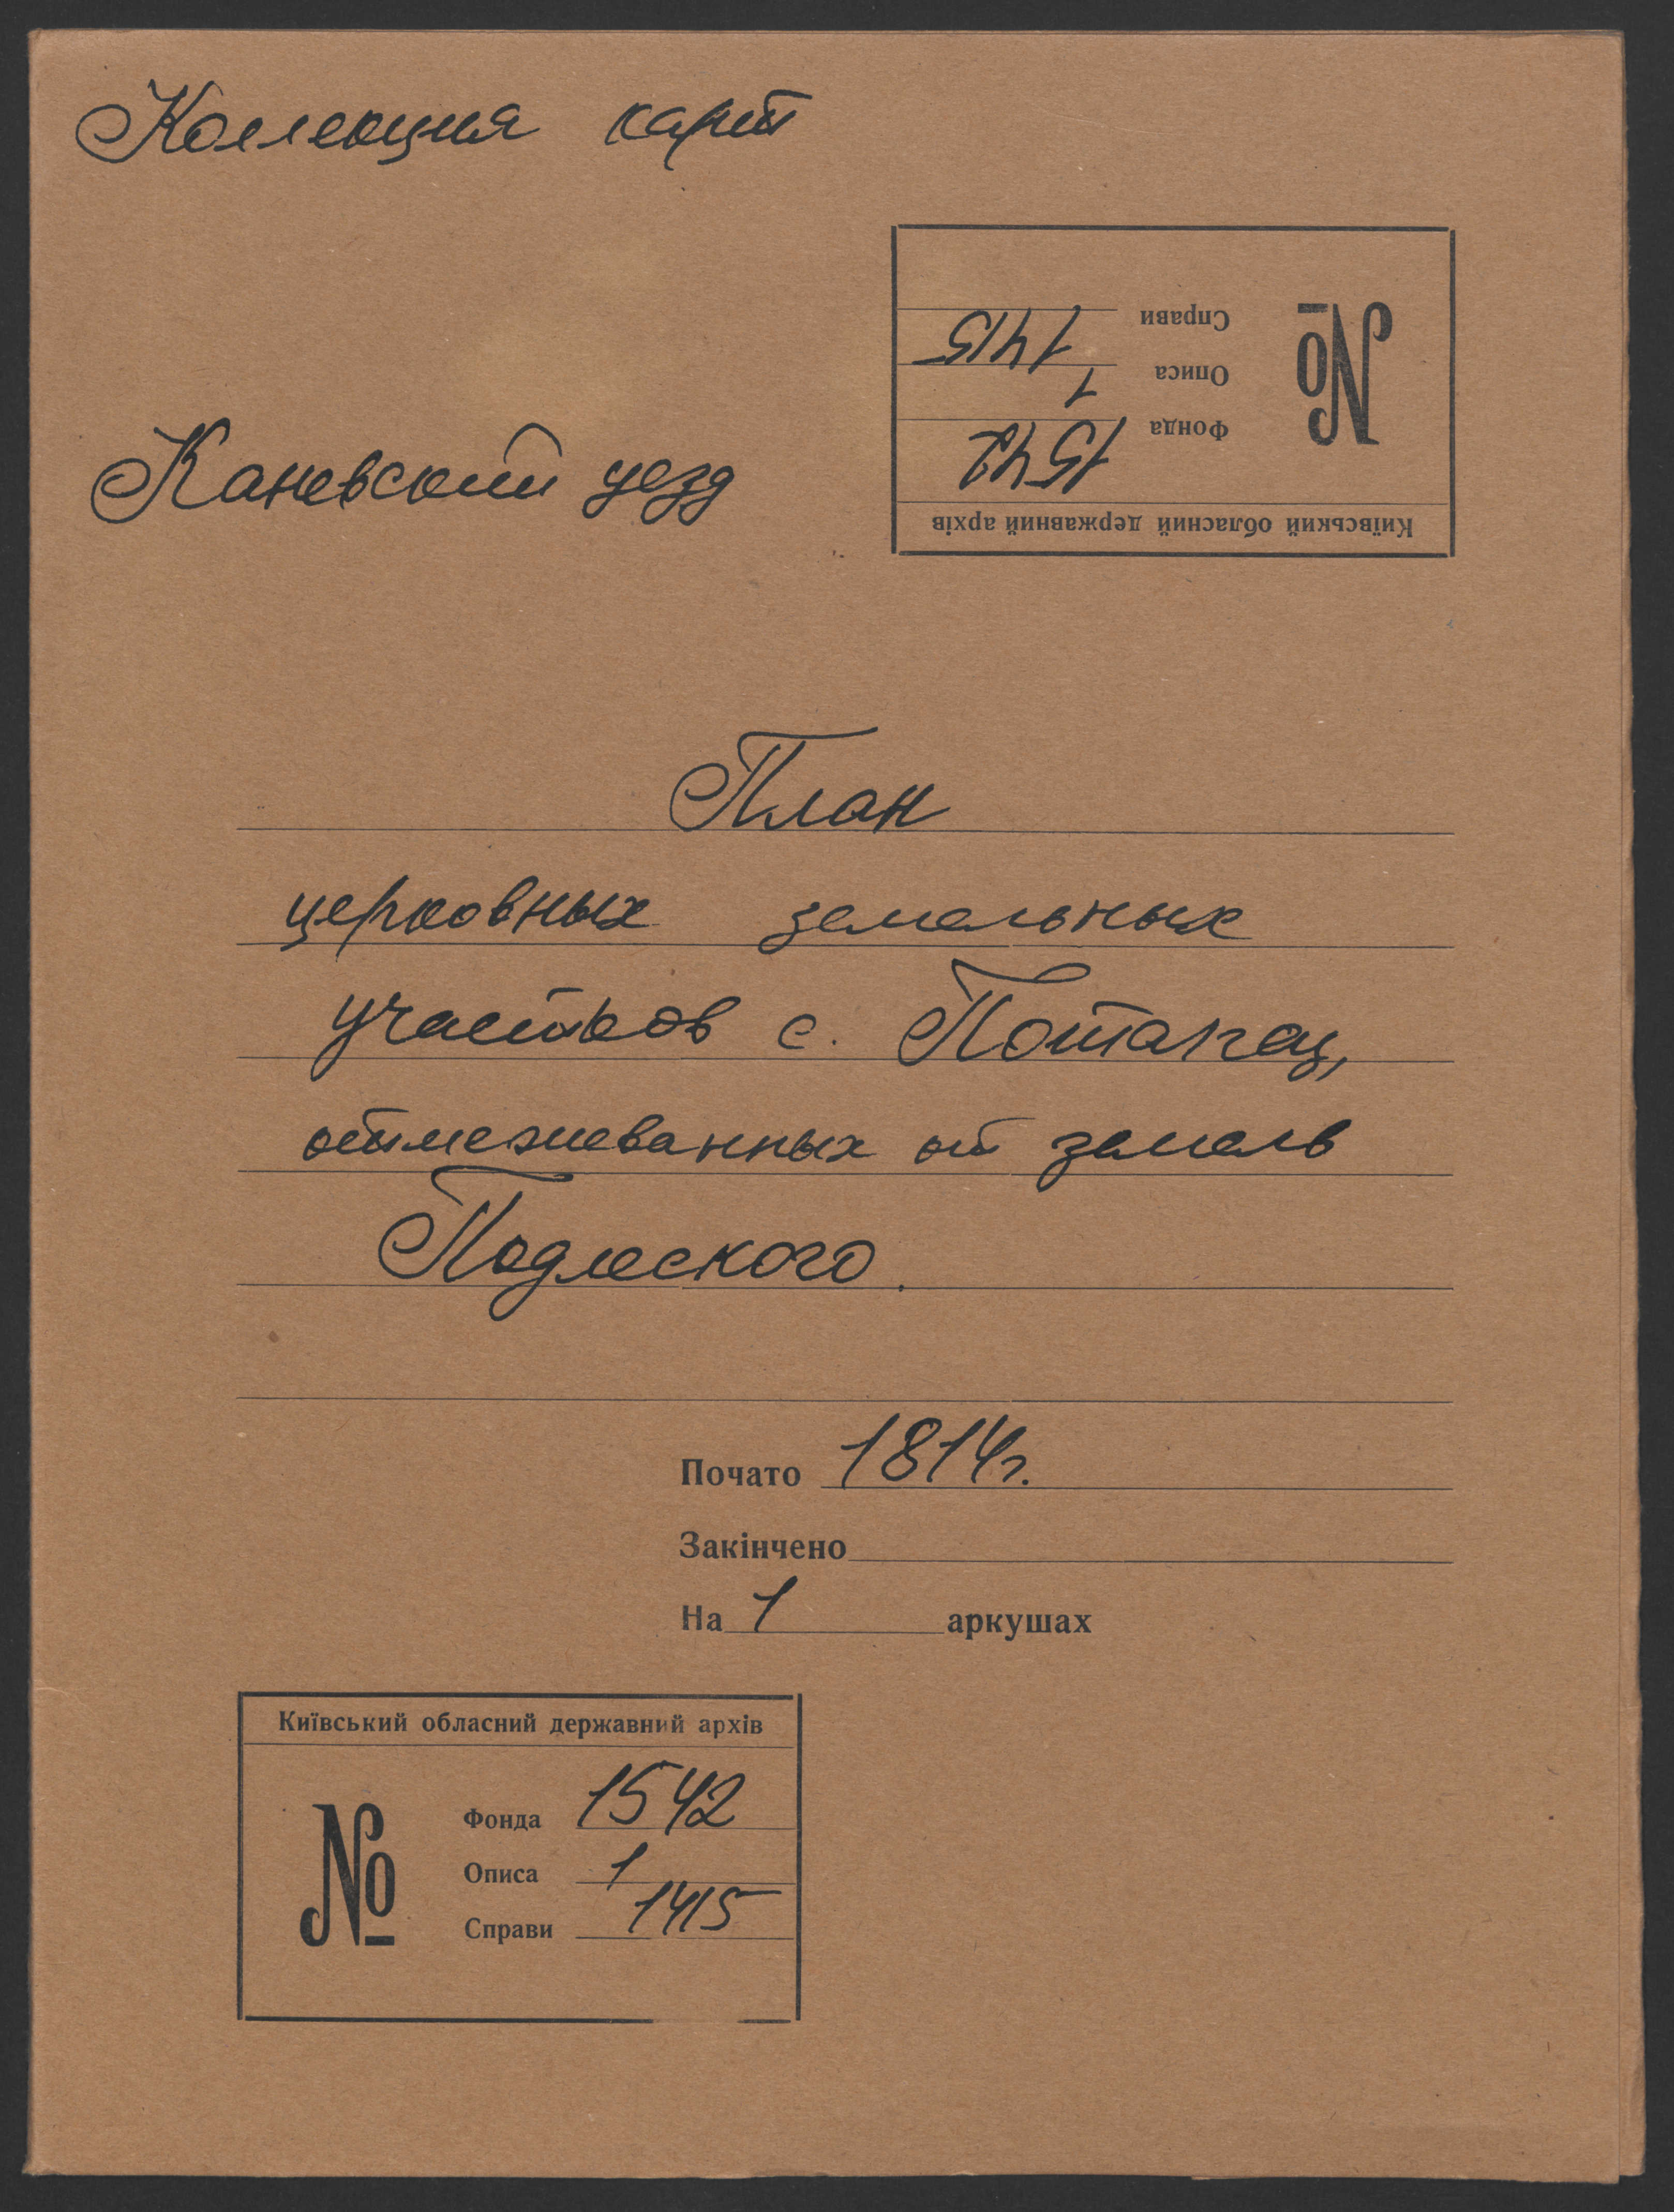 Коллекция карт
Справи 1415
Описа 1
Фонда 1542
№
Київський обласний державний архів
Каневский уезд
План
церковных земельных
участков с. Потапец,
отмежеванных от земель
Подлеского.
Почато 1814г.
Закінчено
На 1 аркушах
Київський обласний державний архів
№
Фонда 1542
Описа 1
Справи 1415